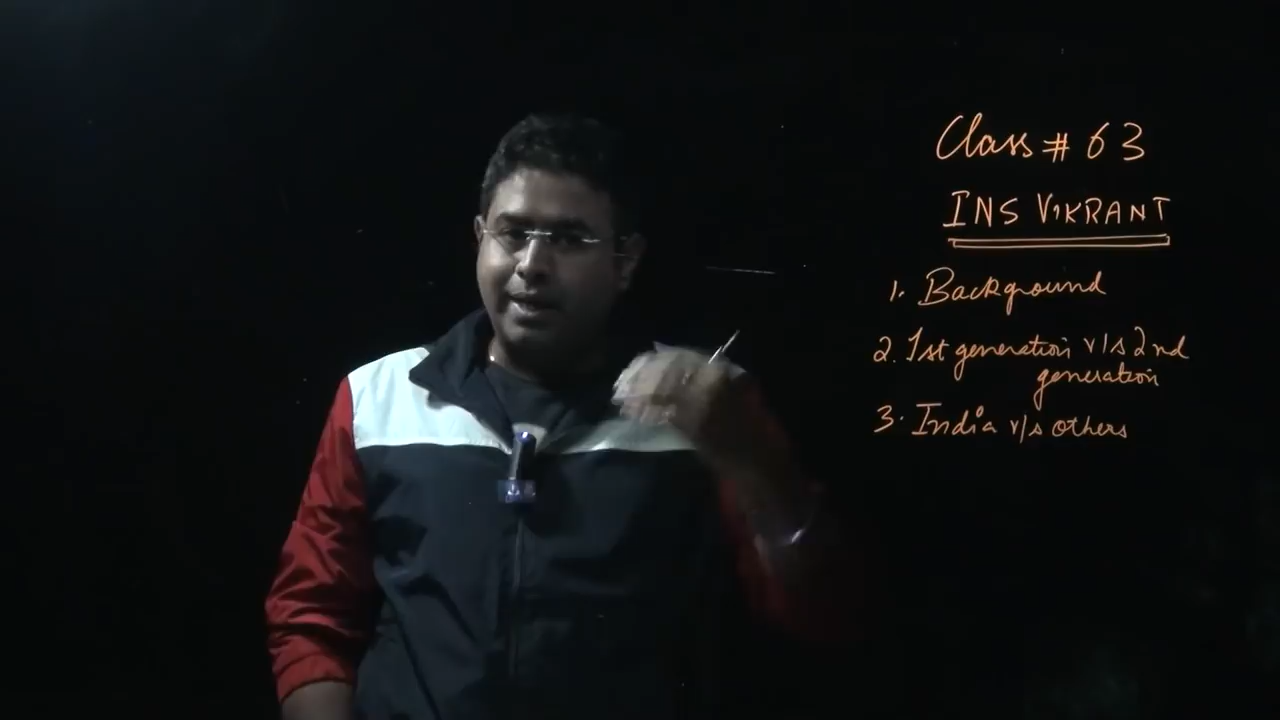 Class # 63
INS VIKRANT
1. Background
2. 1st generation v/s 2nd
generation
3. India v/s others